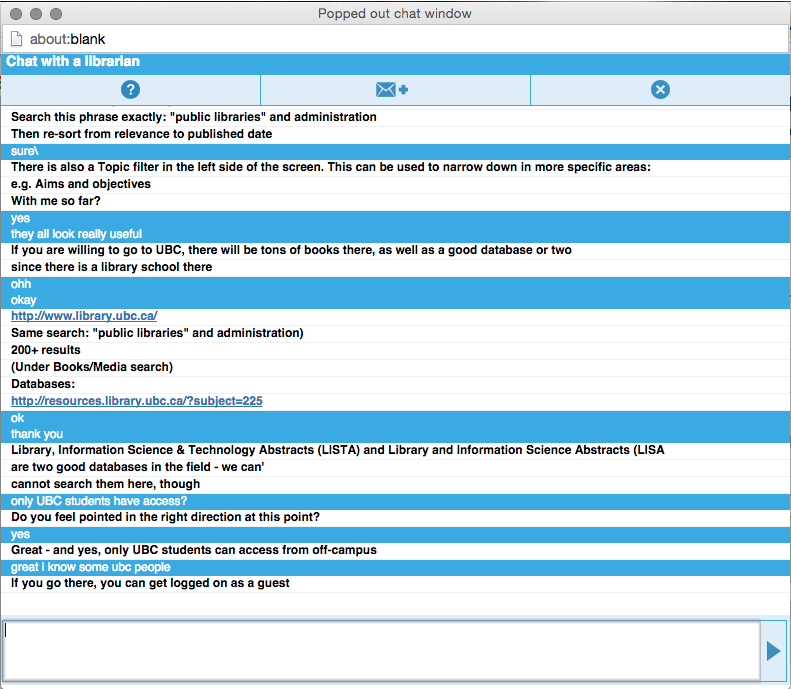 Popped out chat window
about:blank
Chat with a librarian
?
Search this phrase exactly: "public libraries" and administration
Then re-sort from relevance to published date
sure\
There is also a Topic filter in the left side of the screen. This can be used to narrow down in more specific areas:
e.g. Aims and objectives
With me so far?
yes
they all look really useful
If you are willing to go to UBC, there will be tons of books there, as well as a good database or two
since there is a library school there
ohh
okay
http://www.library.ubc.ca/
Same search: "public libraries" and administration)
200+ results
(Under Books/Media search)
Databases:
http://resources.library.ubc.ca/?subject=225
ok
thank you
Library, Information Science & Technology Abstracts (LISTA) and Library and Information Science Abstracts (LISA
are two good databases in the field - we can'
cannot search them here, though
only UBC students have access?
Do you feel pointed in the right direction at this point?
yes
Great - and yes, only UBC students can access from off-campus
great i know some ubc people
If you go there, you can get logged on as a guest